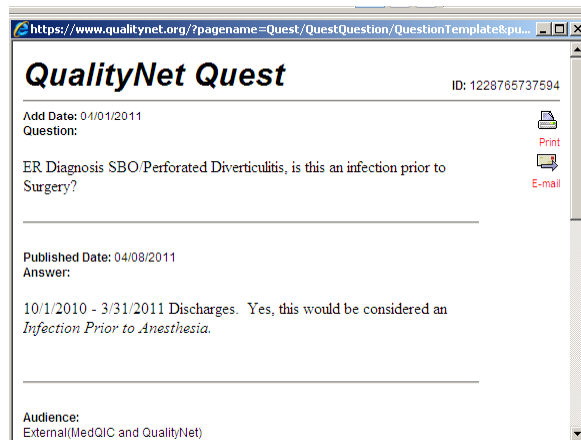 https://www.qualitynet.org/?pagename=Quest/QuestQuestion/QuestionTemplate&pu...
QualityNet Quest
ID: 1228765737594
Add Date: 04/01/2011
Question:
Print
ER Diagnosis SBO/Perforated Diverticulitis, is this an infection prior to
Surgery?
E-mail
Published Date: 04/08/2011
Answer:
10/1/2010 - 3/31/2011 Discharges. Yes, this would be considered an
Infection Prior to Anesthesia.
Audience:
External(MedQIC and QualityNet)